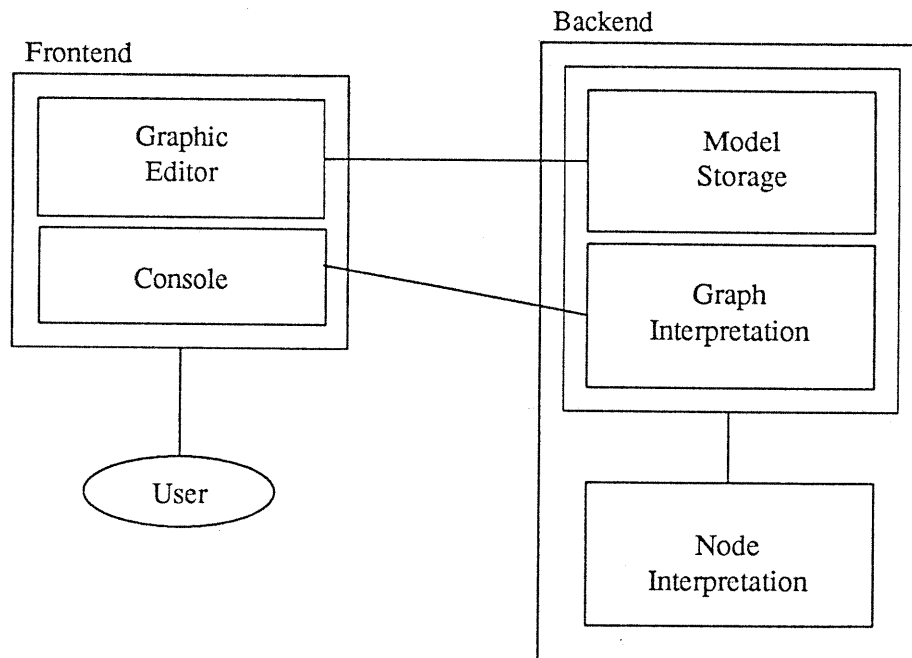 Backend
Frontend
Graphic
Editor
Model
Storage
Console
Graph
Interpretation
User
Node
Interpretation